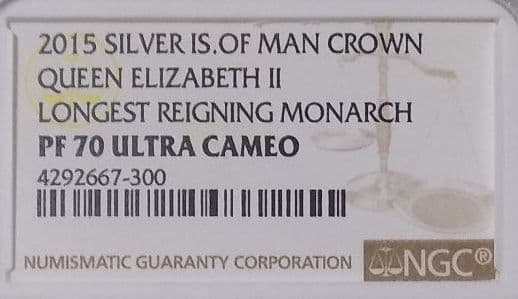 2015 SILVER IS.OF MAN CROWN
QUEEN ELIZABETH II
LONGEST REIGNING MONARCH
PF 70 ULTRA CAMEO
4292667-300
NUMISMATIC GUARANTY CORPORATION NGC®